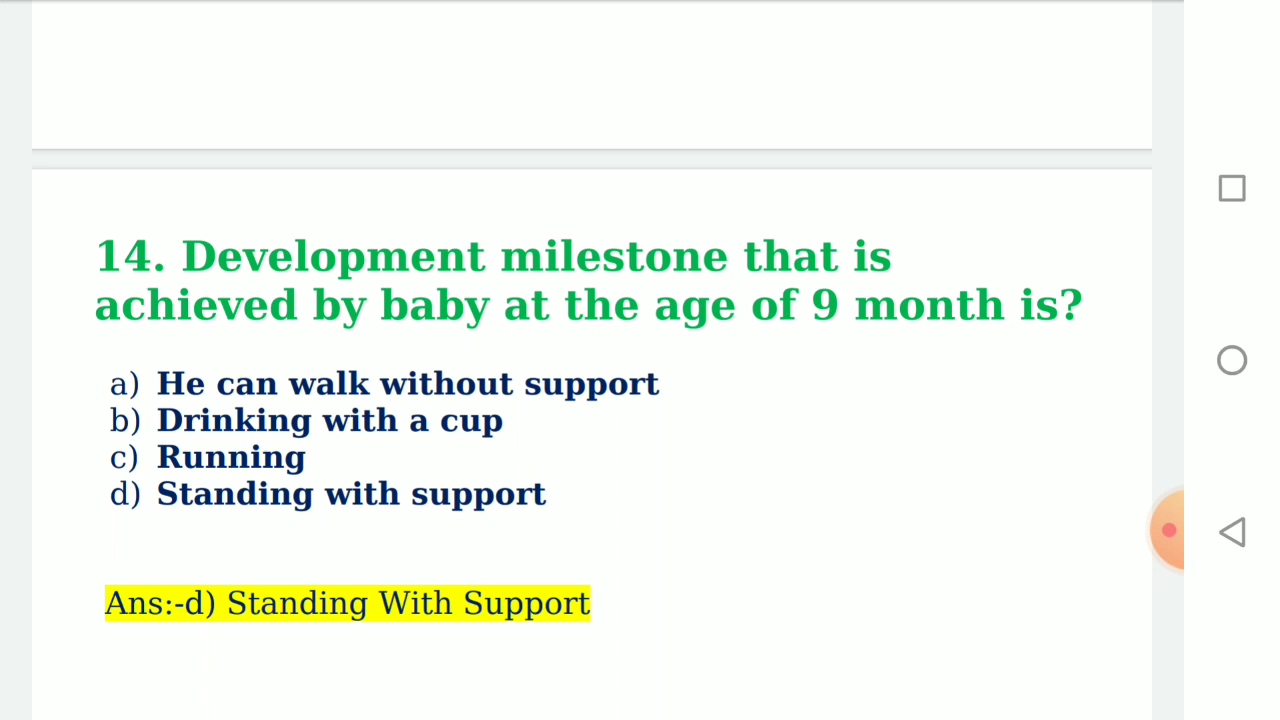 14. Development milestone that is
achieved by baby at the age of 9 month is?
a) He can walk without support
b) Drinking with a cup
c) Running
d) Standing with support
Ans:-d) Standing With Support